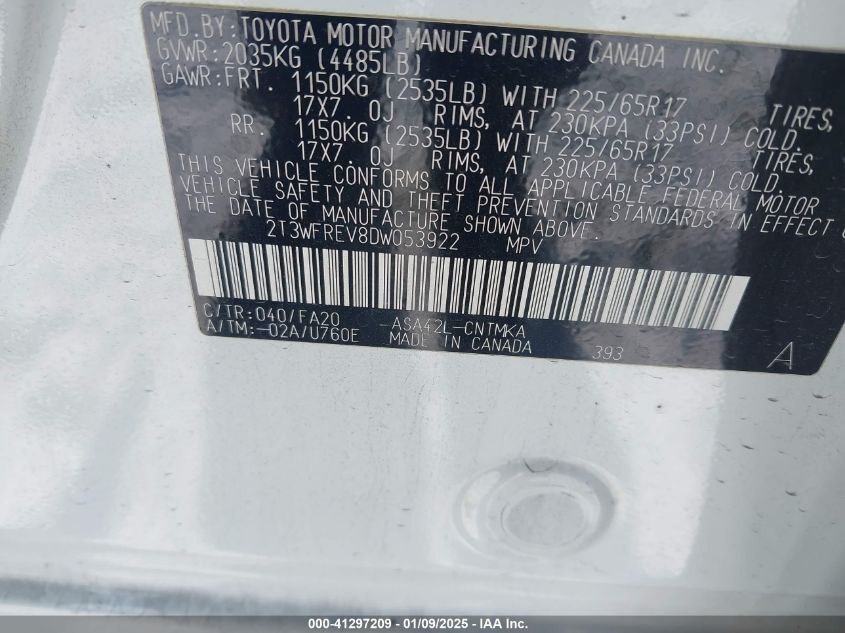 MFD. BY: TOYOTA MOTOR MANUFACTURING CANADA INC.
GVWR: 2035KG (4485LB)
GAWR: FRT. 1150KG (2535LB) WITH 225/65R17 TIRES,
17X7.0J RIMS, AT 230KPA (33PSI) COLD.
RR. 1150KG (2535LB) WITH 225/65R17 TIRES,
17X7.0J RIMS, AT 230KPA (33PSI) COLD.
THIS VEHICLE CONFORMS TO ALL APPLICABLE FEDERAL MOTOR
VEHICLE SAFETY AND THEFT PREVENTION STANDARDS IN EFFECT
THE DATE OF MANUFACTURE SHOWN ABOVE.
2T3WFREV8DW053922 MPV
C/TR: 040/FA20 -ASA42L-CNTMKA
A/TM: -02A/U760E MADE IN CANADA 393 A
000-41297209 - 01/09/2025 - IAA Inc.